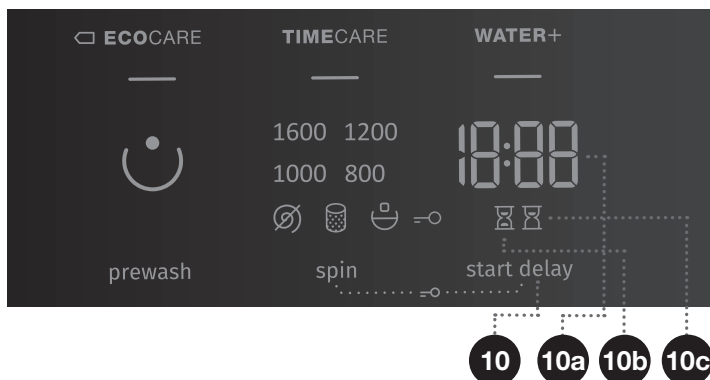 ECOCARE TIMECARE WATER+
1600 1200
1000 800
18:88
prewash spin start delay
10 10a 10b 10c